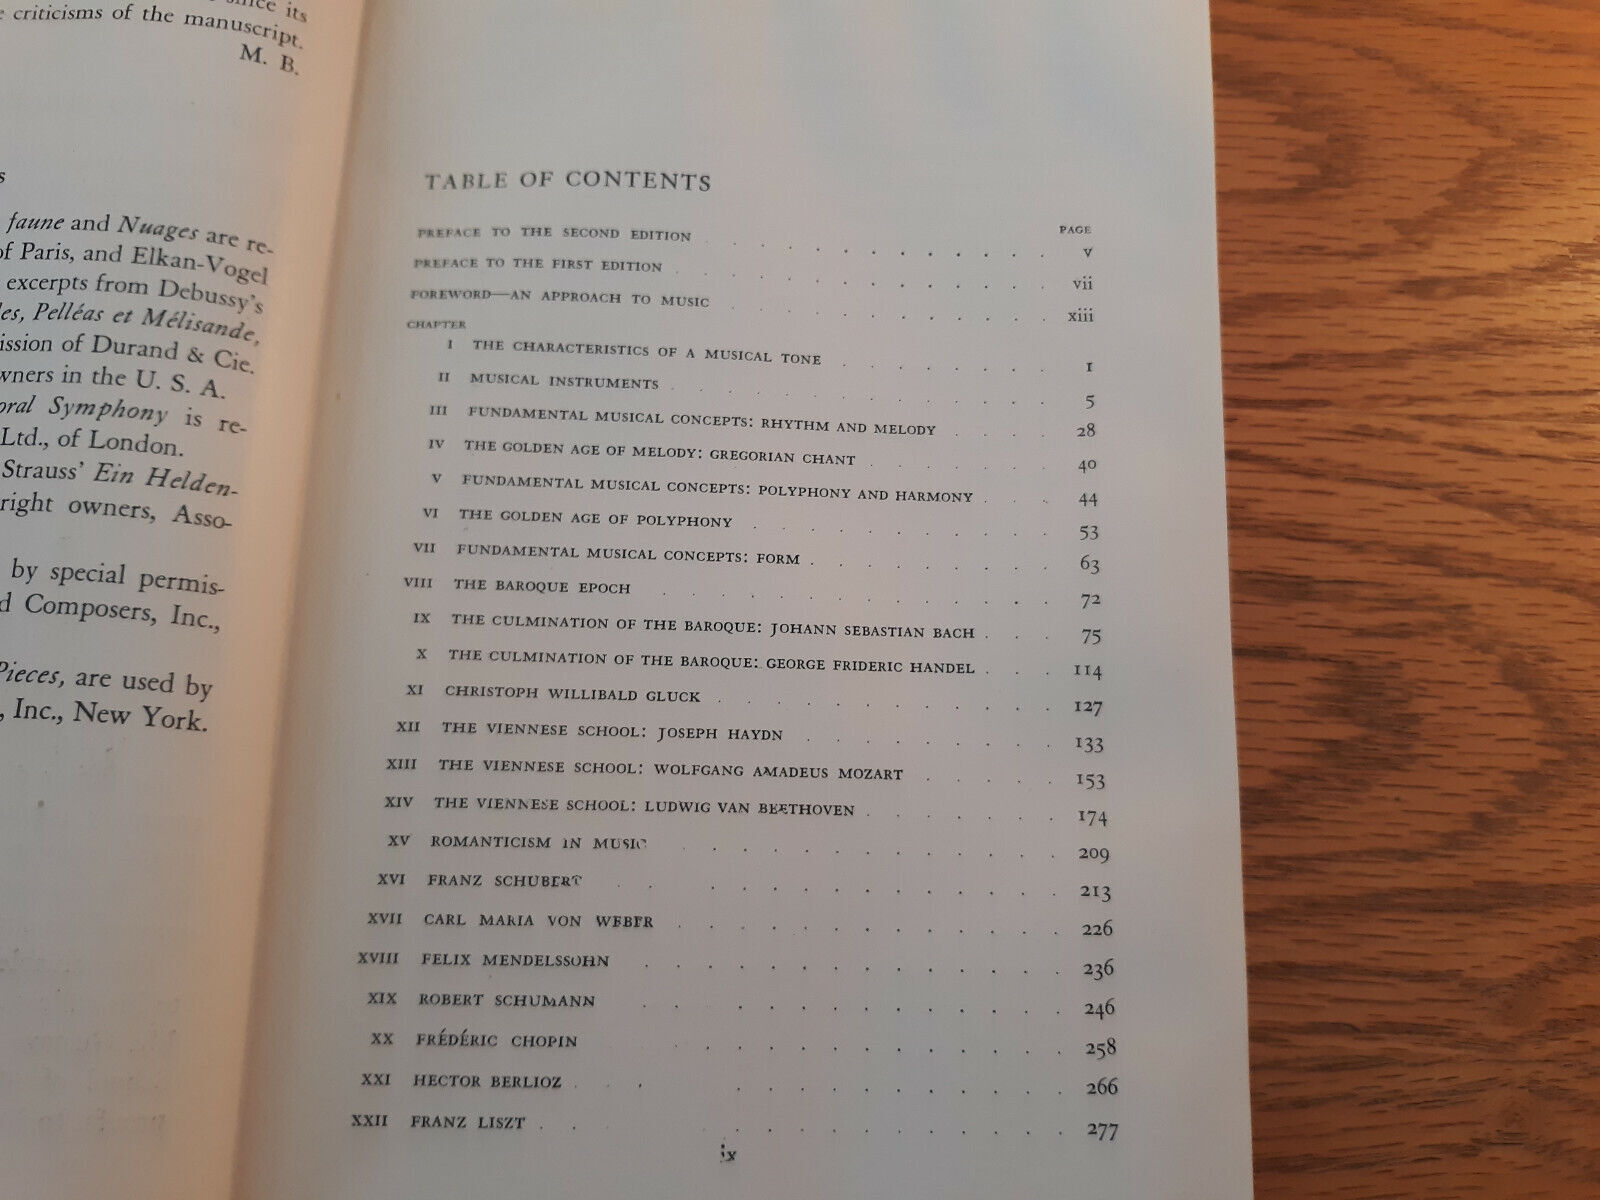 since its
criticisms of the manuscript.
M. B.
s
faune and Nuages are re-
of Paris, and Elkan-Vogel
excerpts from Debussy's
Pelléas et Mélisande,
ission of Durand & Cie.
wners in the U. S. A.
oral Symphony is re-
Ltd., of London.
Strauss' Ein Helden-
right owners, Asso-
by special permis-
d Composers, Inc.,
Pieces, are used by
, Inc., New York.
TABLE OF CONTENTS
PAGE
PREFACE TO THE SECOND EDITION . . . . . . . . . v
PREFACE TO THE FIRST EDITION . . . . . . . . . vii
FOREWORD—AN APPROACH TO MUSIC . . . . . . . . . xiii
CHAPTER
I THE CHARACTERISTICS OF A MUSICAL TONE . . . . . . . 1
II MUSICAL INSTRUMENTS . . . . . . . . . . . 5
III FUNDAMENTAL MUSICAL CONCEPTS: RHYTHM AND MELODY . . . . 28
IV THE GOLDEN AGE OF MELODY: GREGORIAN CHANT . . . . . . 40
V FUNDAMENTAL MUSICAL CONCEPTS: POLYPHONY AND HARMONY . . . 44
VI THE GOLDEN AGE OF POLYPHONY . . . . . . . . . . 53
VII FUNDAMENTAL MUSICAL CONCEPTS: FORM . . . . . . . . 63
VIII THE BAROQUE EPOCH . . . . . . . . . . . . 72
IX THE CULMINATION OF THE BAROQUE: JOHANN SEBASTIAN BACH . . . 75
X THE CULMINATION OF THE BAROQUE: GEORGE FRIDERIC HANDEL . . . 114
XI CHRISTOPH WILLIBALD GLUCK . . . . . . . . . . . 127
XII THE VIENNESE SCHOOL: JOSEPH HAYDN . . . . . . . . . 133
XIII THE VIENNESE SCHOOL: WOLFGANG AMADEUS MOZART . . . . . 153
XIV THE VIENNESE SCHOOL: LUDWIG VAN BEETHOVEN . . . . . . . 174
XV ROMANTICISM IN MUSIC . . . . . . . . . . . . 209
XVI FRANZ SCHUBERT . . . . . . . . . . . . . 213
XVII CARL MARIA VON WEBER . . . . . . . . . . . . 226
XVIII FELIX MENDELSSOHN . . . . . . . . . . . . . 236
XIX ROBERT SCHUMANN . . . . . . . . . . . . . 246
XX FRÉDÉRIC CHOPIN . . . . . . . . . . . . . 258
XXI HECTOR BERLIOZ . . . . . . . . . . . . . 266
XXII FRANZ LISZT . . . . . . . . . . . . . . 277
ix